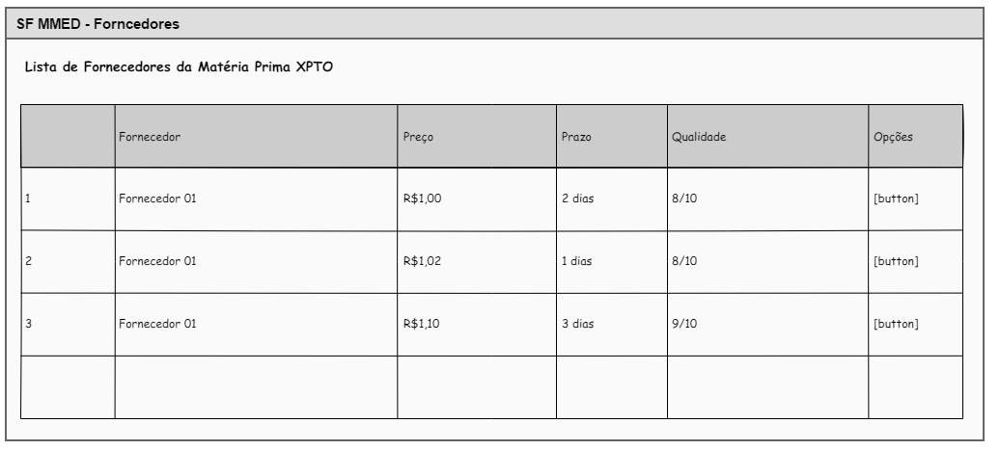 SF MMED - Forncedores
Lista de Fornecedores da Matéria Prima XPTO
Fornecedor Preço Prazo Qualidade Opções
1 Fornecedor 01 R$1,00 2 dias 8/10 [button]
2 Fornecedor 01 R$1,02 1 dias 8/10 [button]
3 Fornecedor 01 R$1,10 3 dias 9/10 [button]